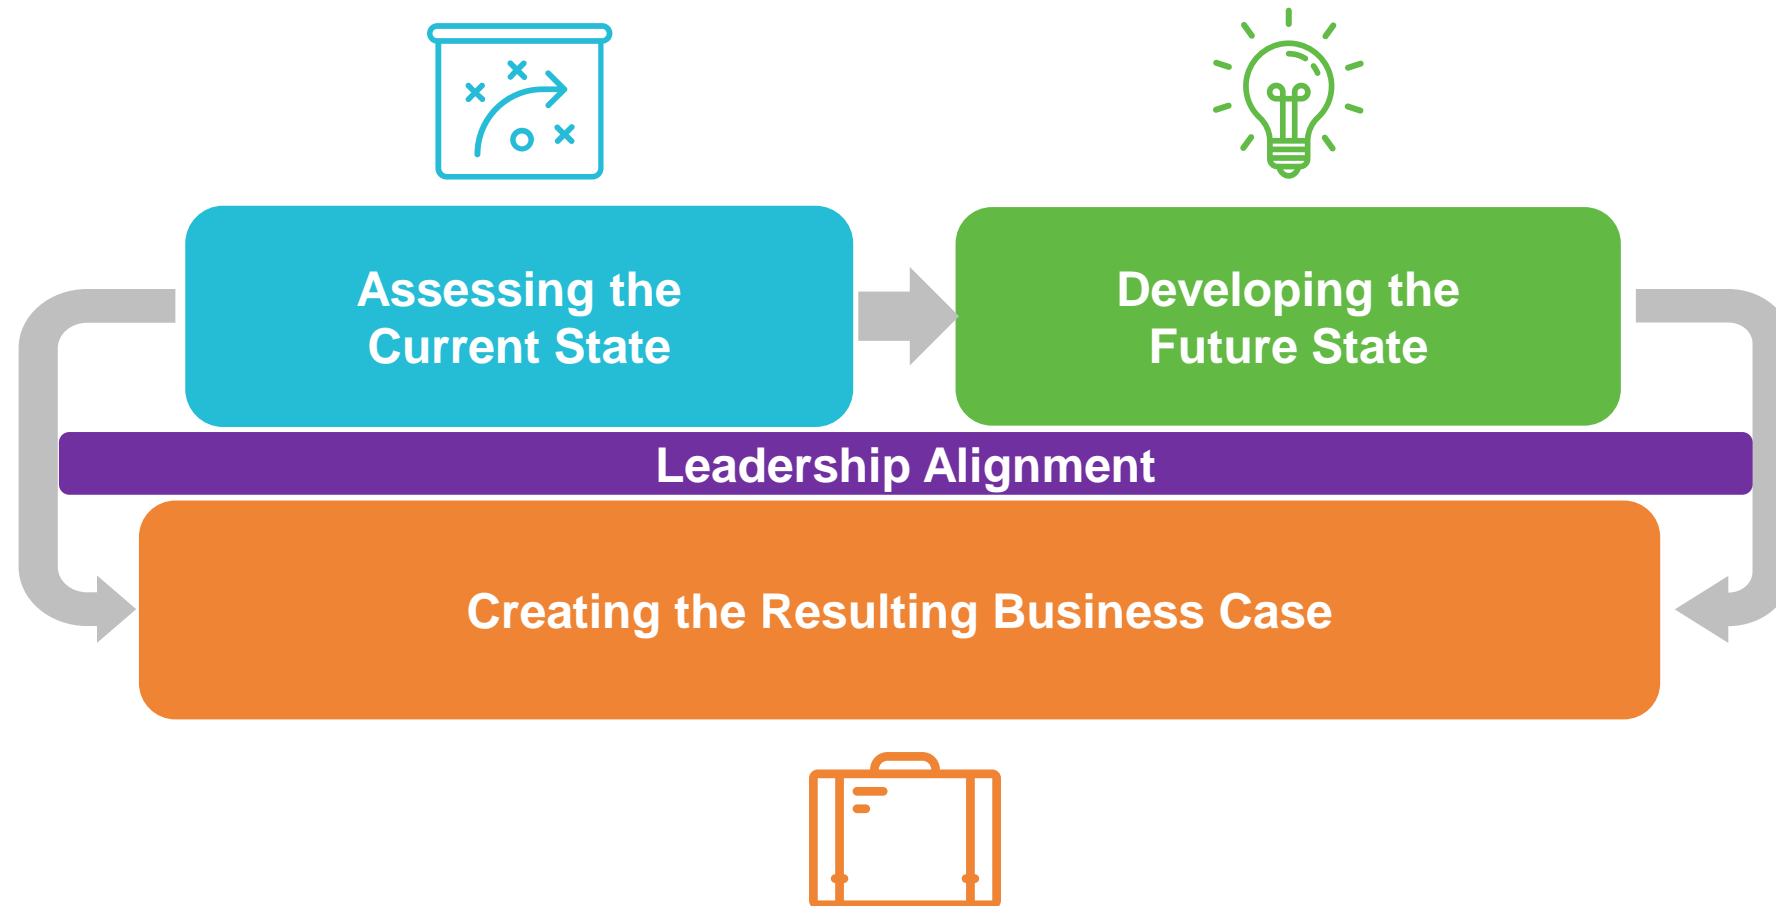 Assessing the
Current State
Developing the
Future State
Leadership Alignment
Creating the Resulting Business Case